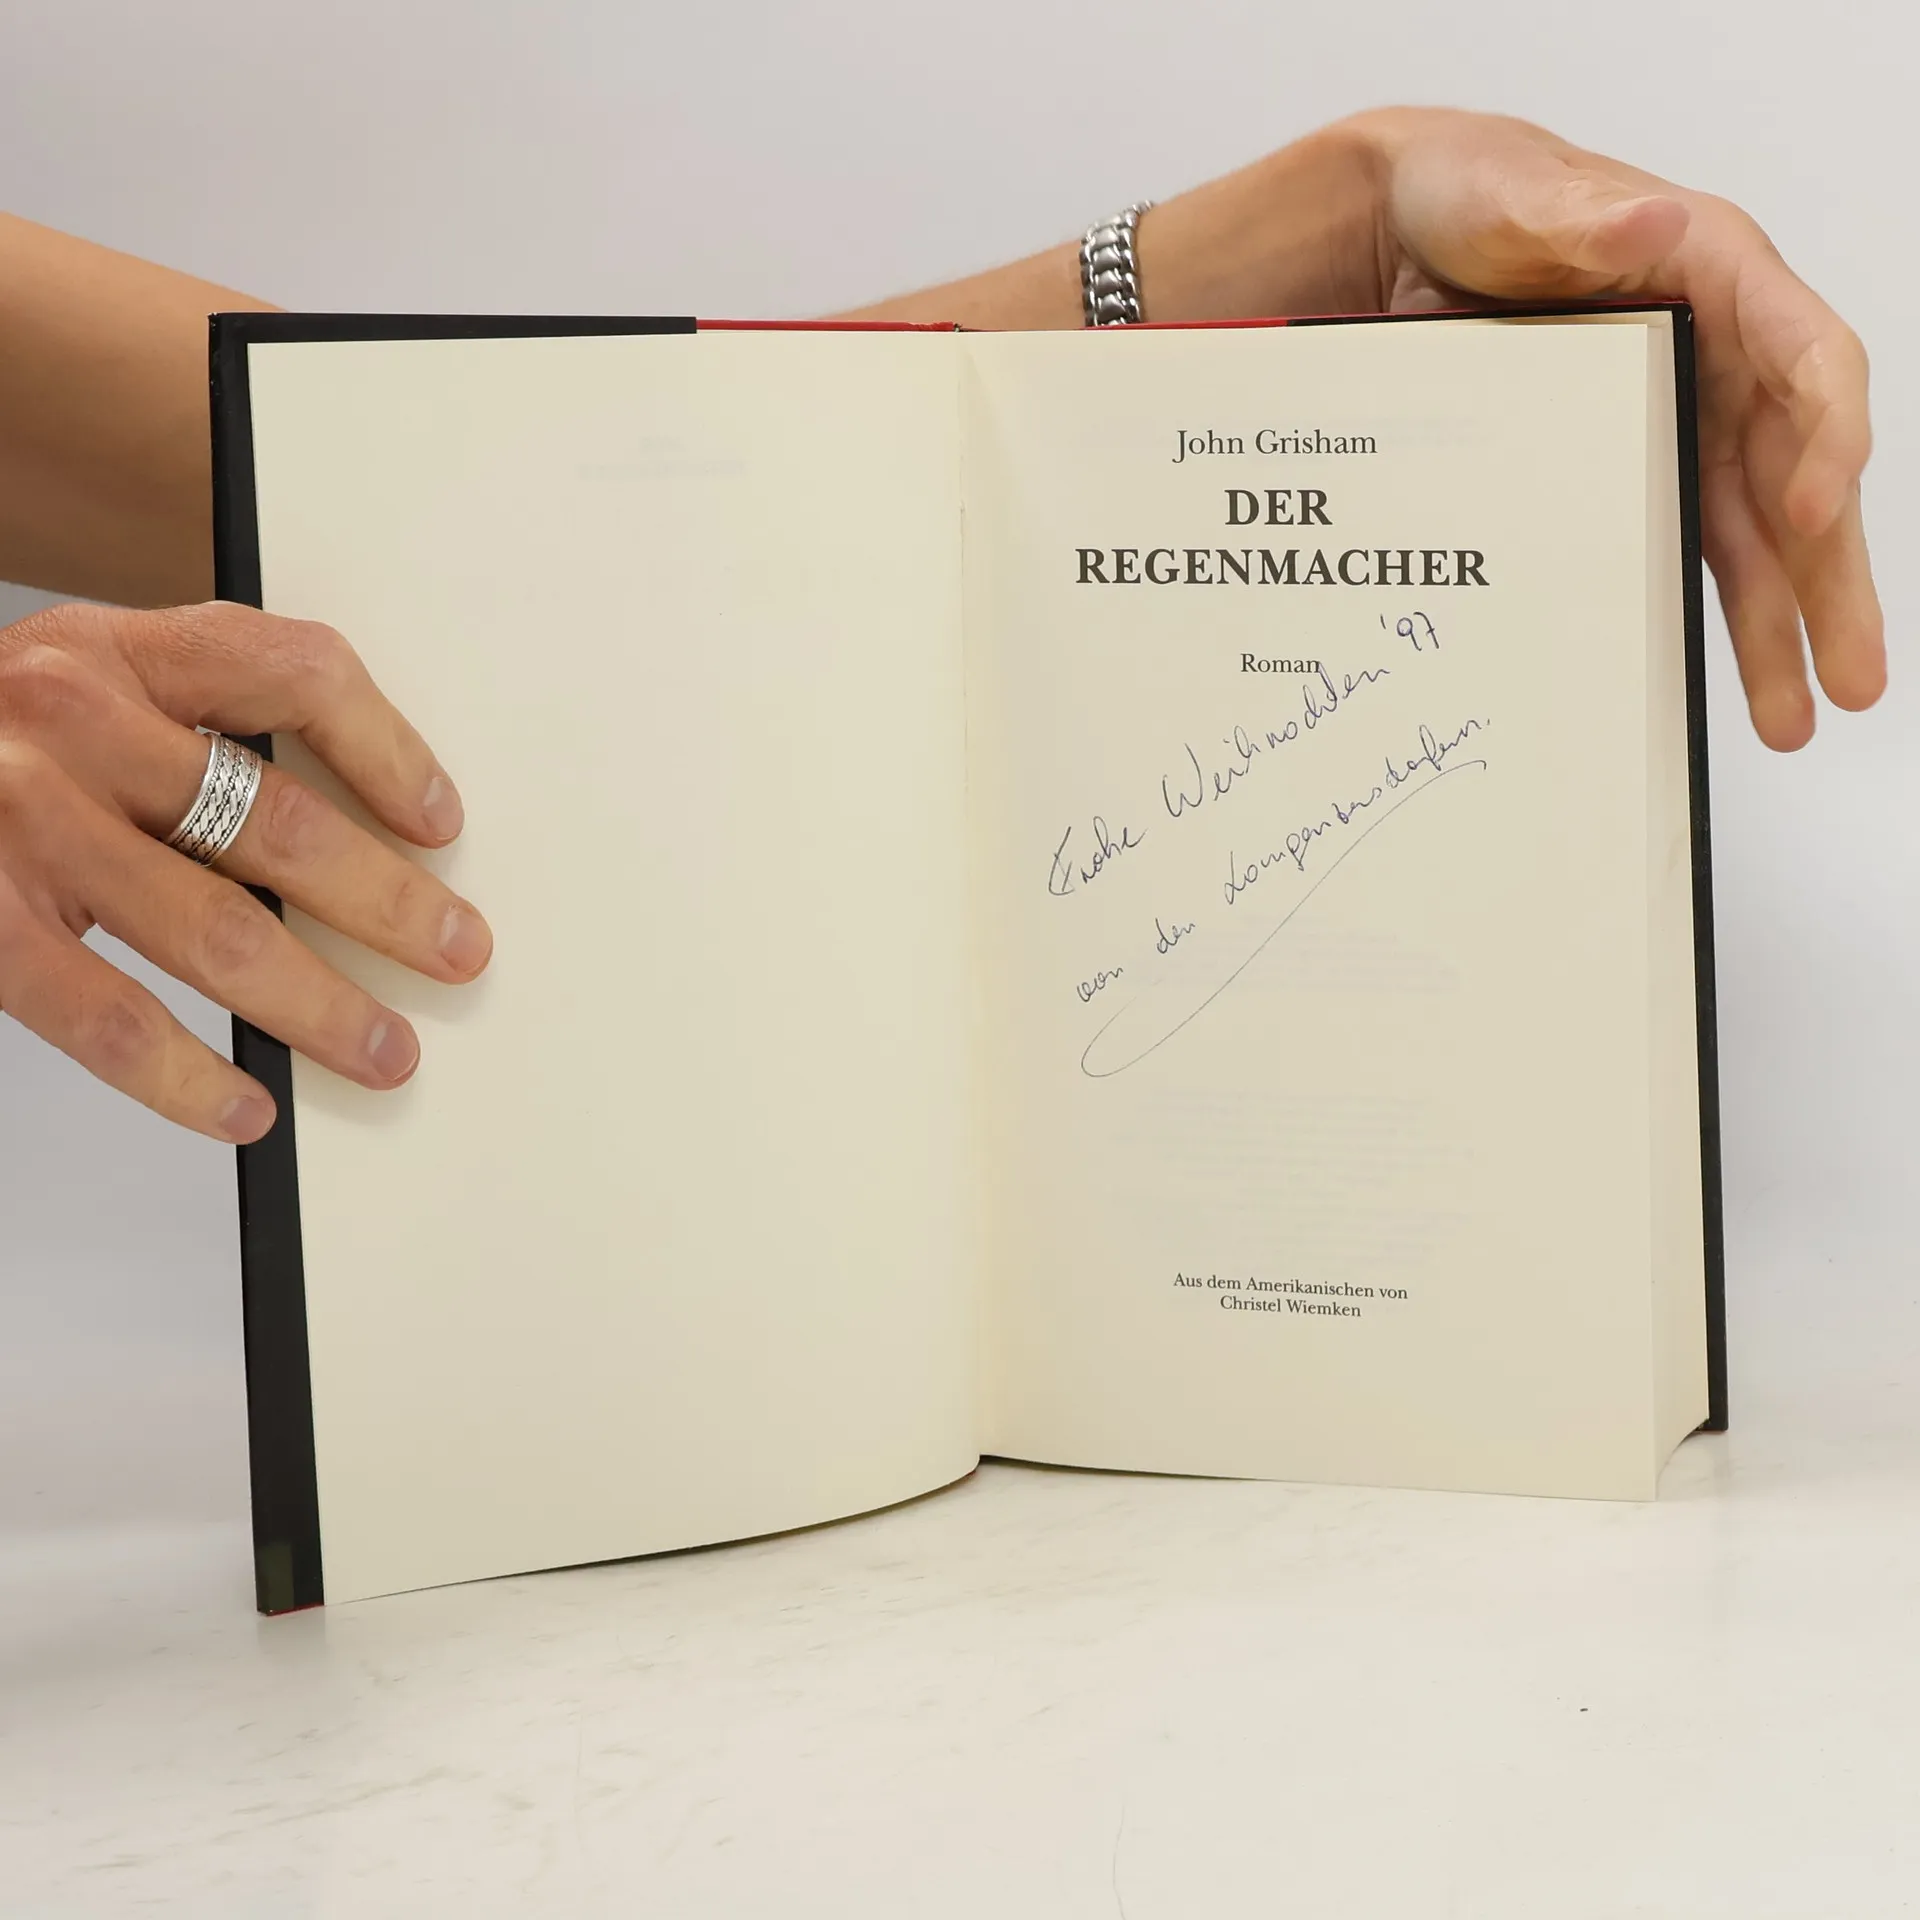 John Grisham
DER
REGENMACHER
Roman
Frohe Weihnachten '97
von den
Aus dem Amerikanischen von
Christel Wiemken